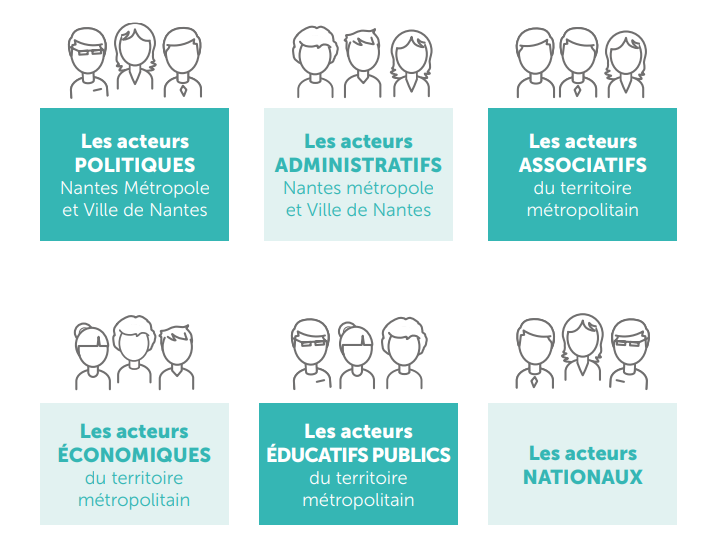 Les acteurs
POLITIQUES
Nantes Métropole
et Ville de Nantes
Les acteurs
ADMINISTRATIFS
Nantes métropole
et Ville de Nantes
Les acteurs
ASSOCIATIFS
du territoire
métropolitain
Les acteurs
ÉCONOMIQUES
du territoire
métropolitain
Les acteurs
ÉDUCATIFS PUBLICS
du territoire
métropolitain
Les acteurs
NATIONAUX